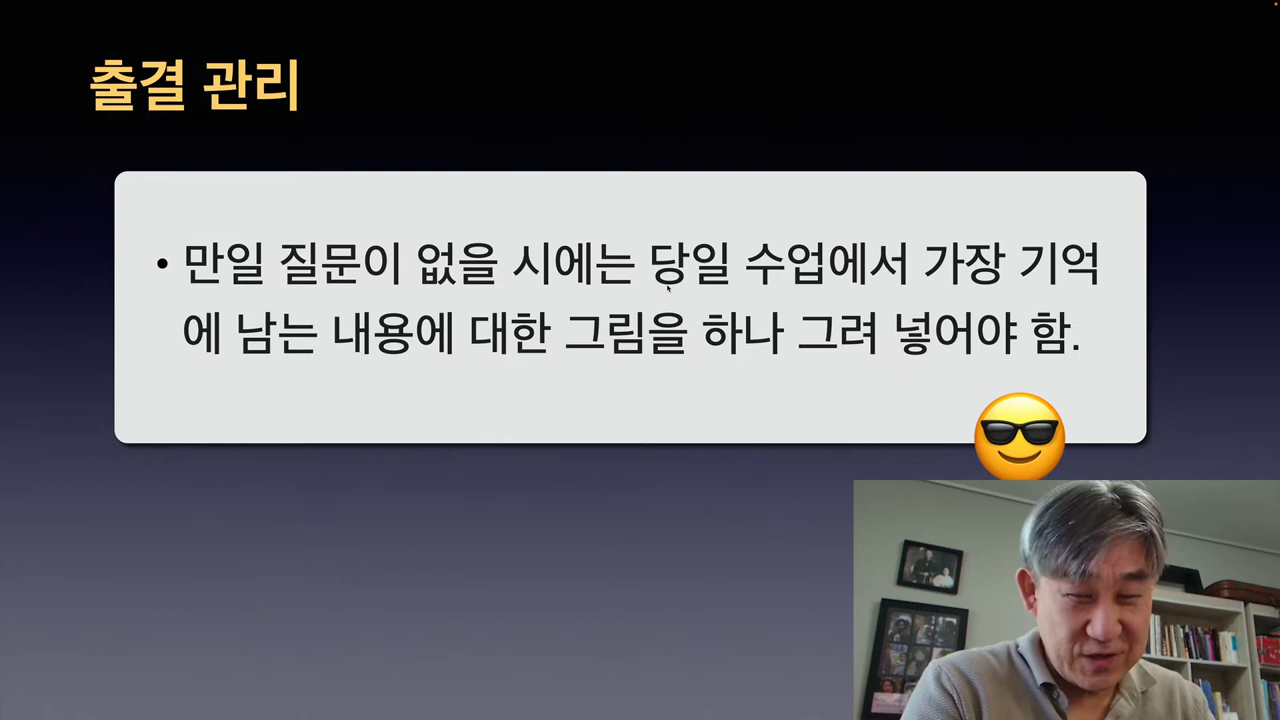 출결 관리
• 만일 질문이 없을 시에는 당일 수업에서 가장 기억
에 남는 내용에 대한 그림을 하나 그려 넣어야 함.